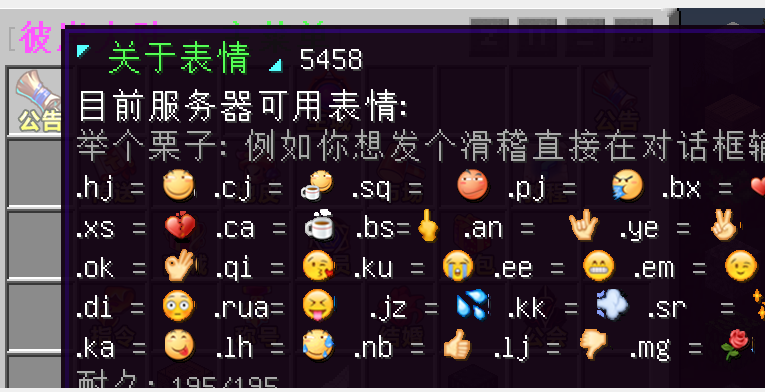 关于表情 5458
公告 目前服务器可用表情:
举个栗子: 例如你想发个滑稽直接在对话框
.hj = .cj = .sq = .pj = .bx =
.xs = .ca = .bs= .an = .ye =
.ok = .qi = .ku = .ee = .em =
.di = .rua= .jz = .kk = .sr =
.ka = .lh = .nb = .lj = .mg =
耐久: 195/195